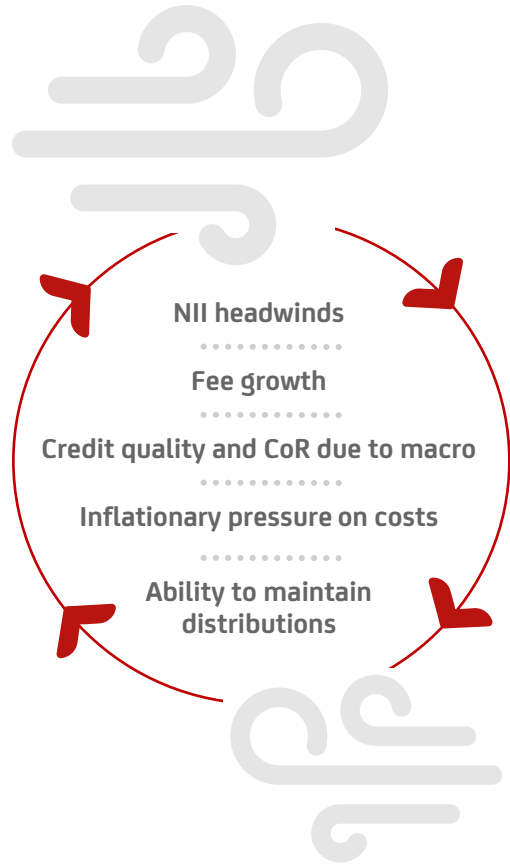 NII headwinds
Fee growth
Credit quality and CoR due to macro
Inflationary pressure on costs
Ability to maintain
distributions